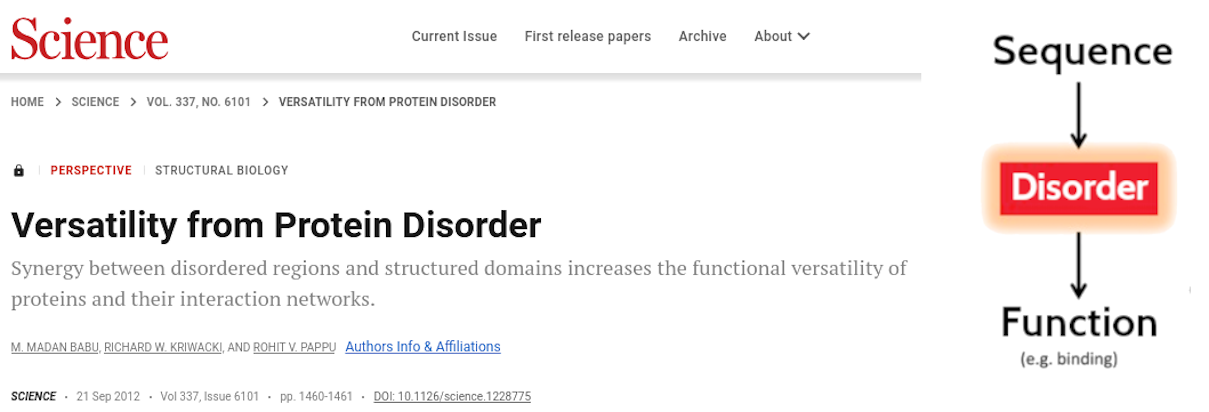 Science
Current Issue First release papers Archive About
HOME > SCIENCE > VOL. 337, NO. 6101 > VERSATILITY FROM PROTEIN DISORDER
PERSPECTIVE STRUCTURAL BIOLOGY
Versatility from Protein Disorder
Synergy between disordered regions and structured domains increases the functional versatility of
proteins and their interaction networks.
M. MADAN BABU, RICHARD W. KRIWACKI, AND ROHIT V. PAPPU Authors Info & Affiliations
SCIENCE • 21 Sep 2012 • Vol 337, Issue 6101 • pp. 1460-1461 • DOI: 10.1126/science.1228775
Sequence
Disorder
Function
(e.g. binding)